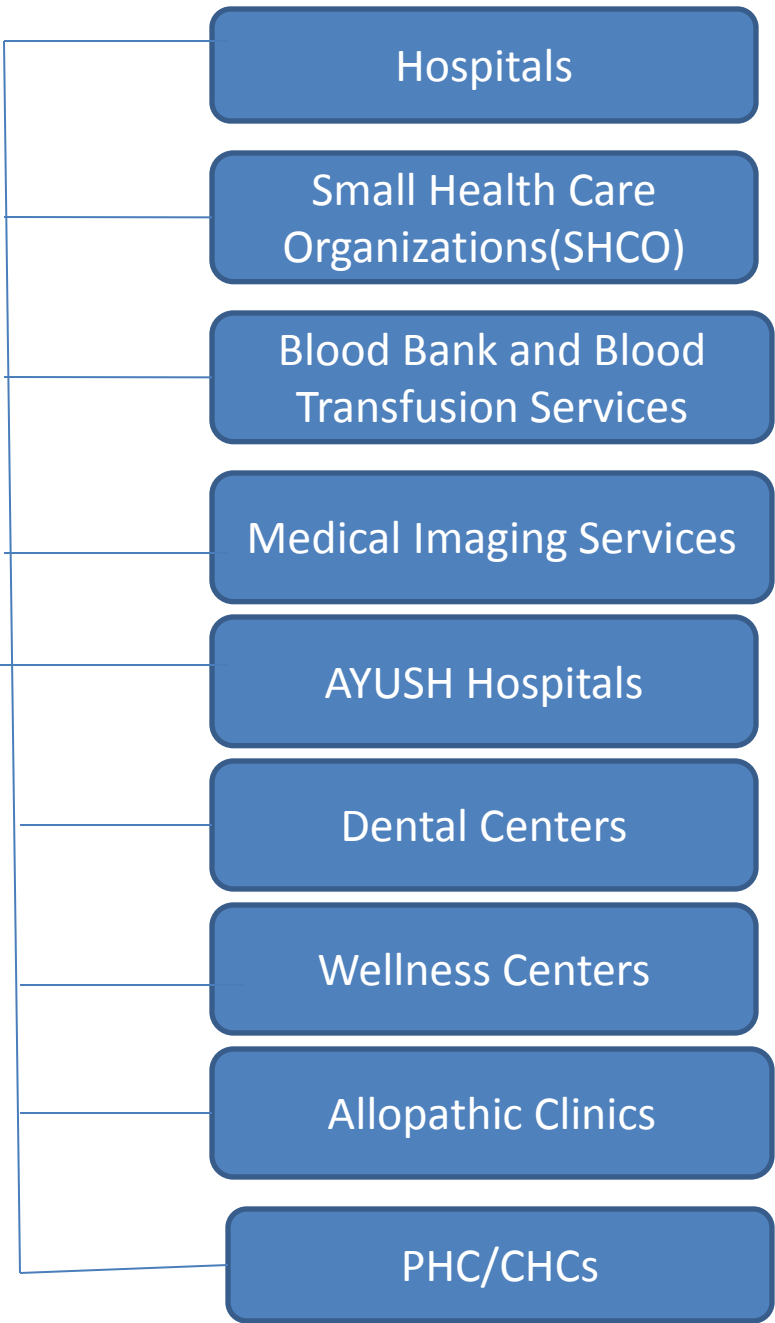 Hospitals
Small Health Care
Organizations(SHCO)
Blood Bank and Blood
Transfusion Services
Medical Imaging Services
AYUSH Hospitals
Dental Centers
Wellness Centers
Allopathic Clinics
PHC/CHCs